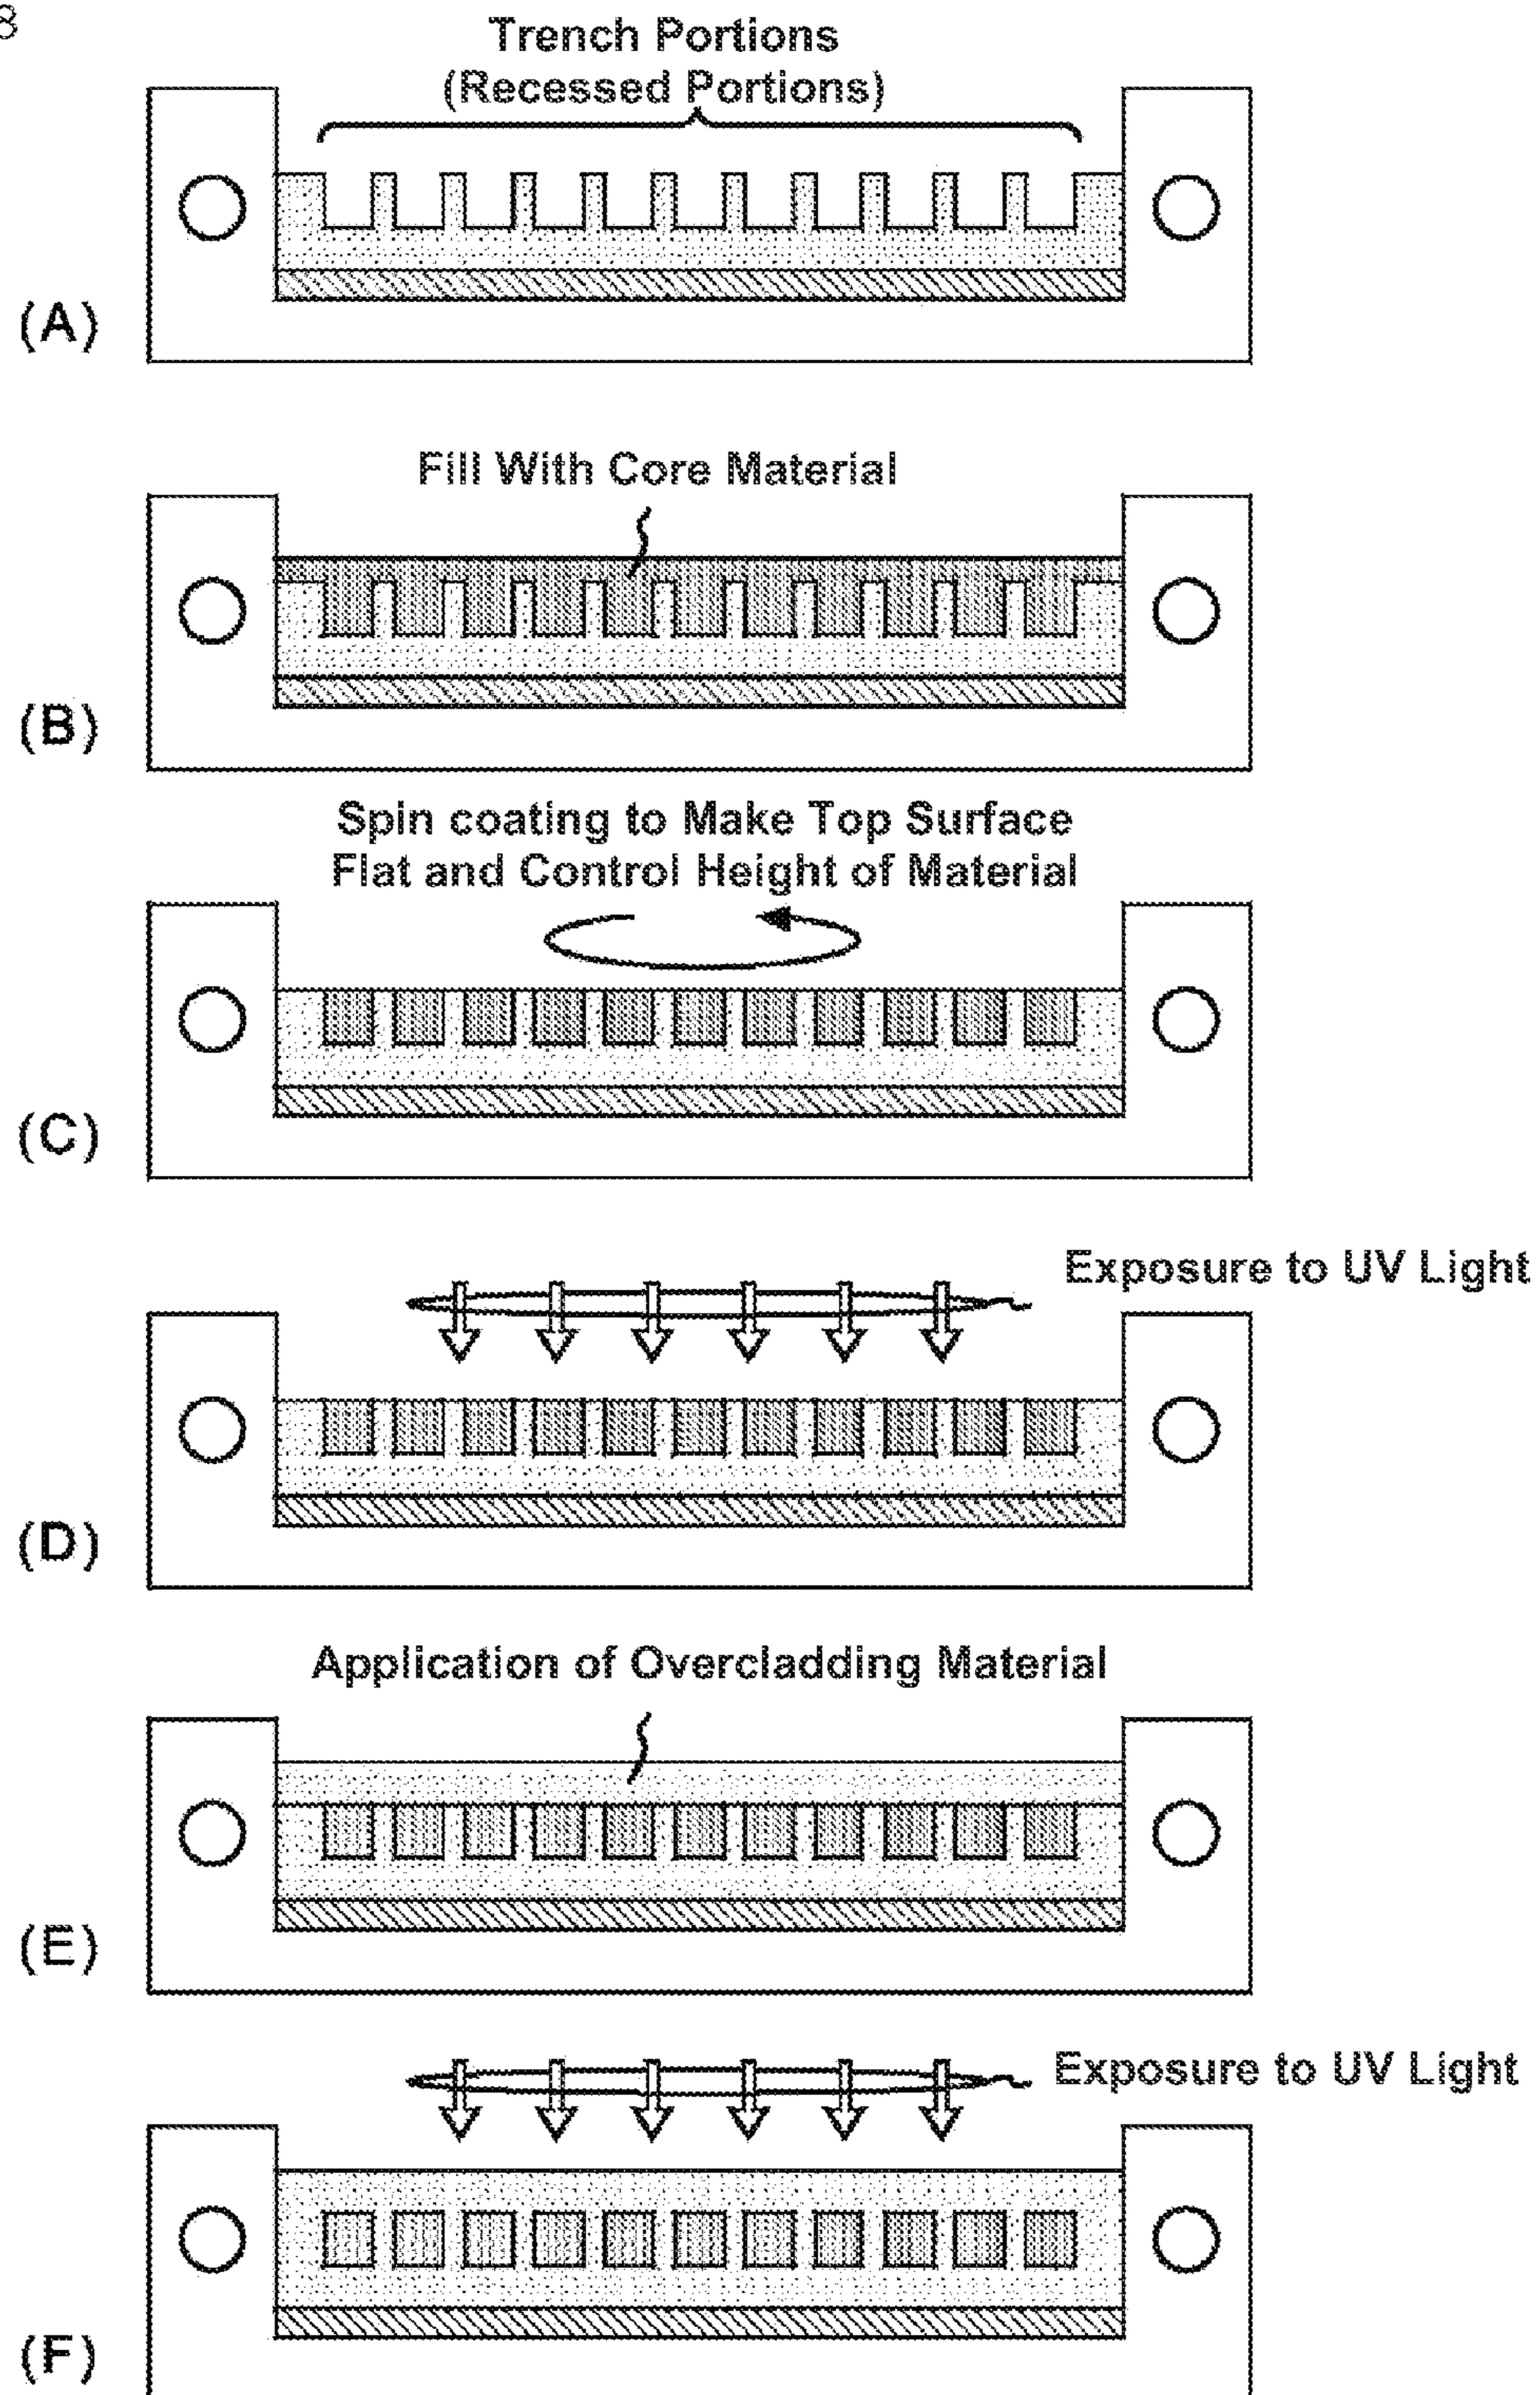 8
Trench Portions
(Recessed Portions)
(A)
Fill With Core Material
(B)
Spin coating to Make Top Surface
Flat and Control Height of Material
(C)
Exposure to UV Light
(D)
Application of Overcladding Material
(E)
Exposure to UV Light
(F)